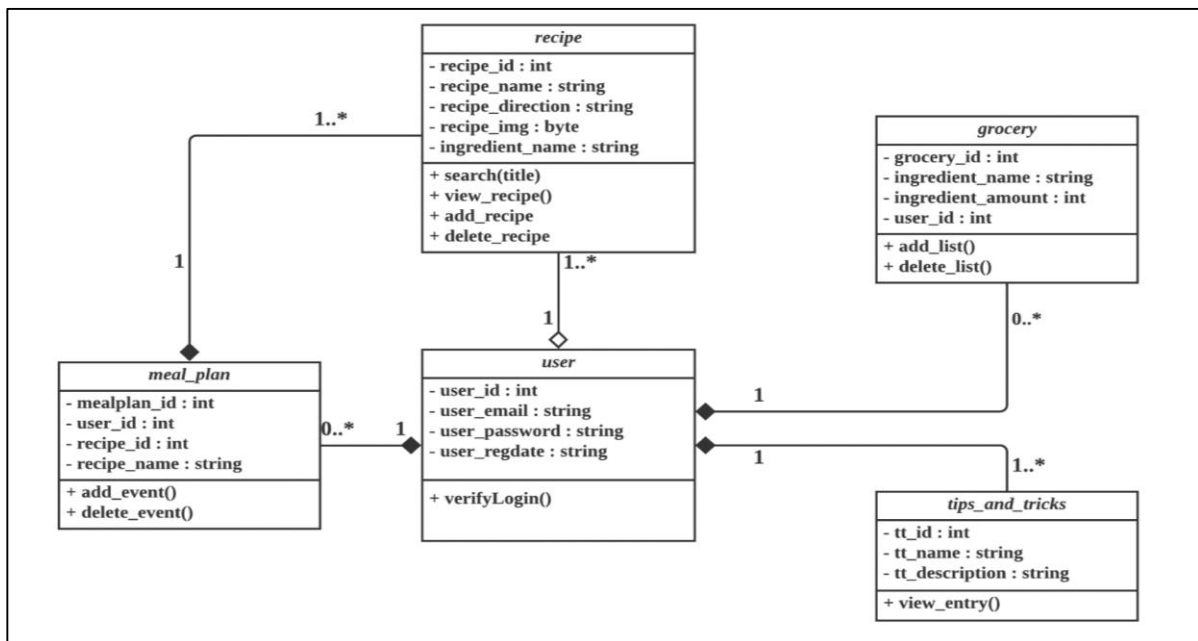 recipe
- recipe_id : int
- recipe_name : string
- recipe_direction : string
- recipe_img : byte
- ingredient_name : string
+ search(title)
+ view_recipe()
+ add_recipe
+ delete_recipe
1..*
1
1..*
1
grocery
- grocery_id : int
- ingredient_name : string
- ingredient_amount : int
- user_id : int
+ add_list()
+ delete_list()
0..*
1
meal_plan
- mealplan_id : int
- user_id : int
- recipe_id : int
- recipe_name : string
+ add_event()
+ delete_event()
0..*
1
user
- user_id : int
- user_email : string
- user_password : string
- user_regdate : string
+ verifyLogin()
1
1..*
tips_and_tricks
- tt_id : int
- tt_name : string
- tt_description : string
+ view_entry()